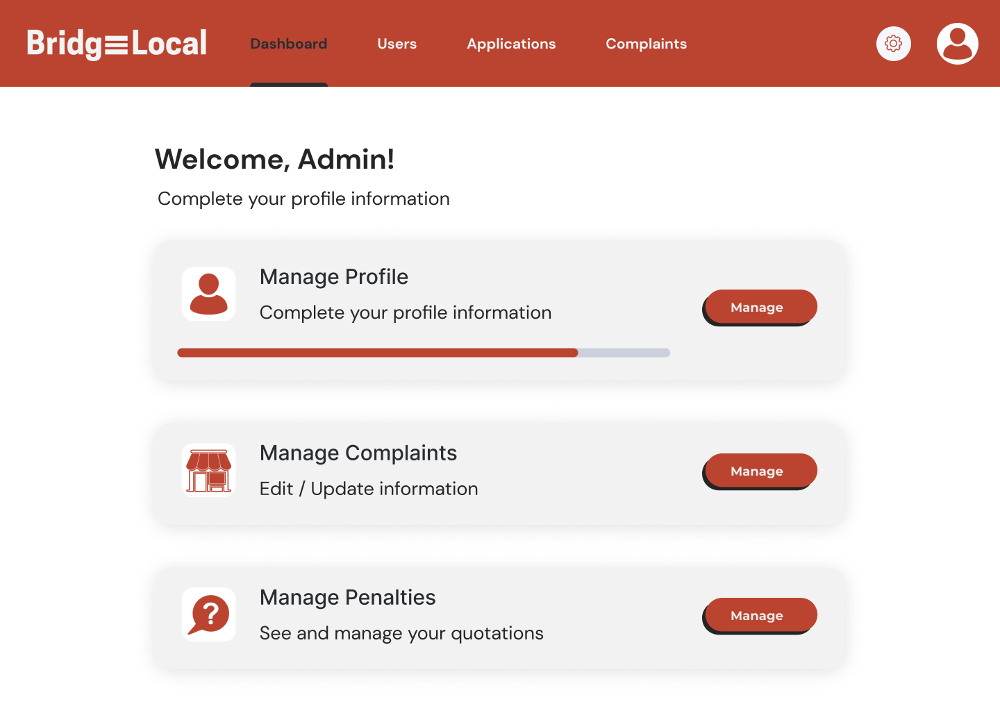 Bridg☰Local
Dashboard Users Applications Complaints
Welcome, Admin!
Complete your profile information
Manage Profile
Complete your profile information
Manage
Manage Complaints
Edit / Update information
Manage
?
Manage Penalties
See and manage your quotations
Manage